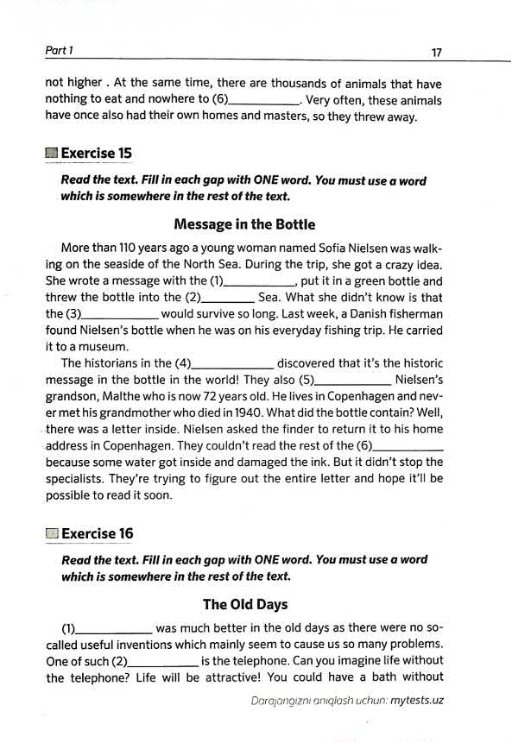 Part 1 17
not higher . At the same time, there are thousands of animals that have
nothing to eat and nowhere to (6)___________. Very often, these animals
have once also had their own homes and masters, so they threw away.
Exercise 15
Read the text. Fill in each gap with ONE word. You must use a word
which is somewhere in the rest of the text.
Message in the Bottle
More than 110 years ago a young woman named Sofia Nielsen was walk-
ing on the seaside of the North Sea. During the trip, she got a crazy idea.
She wrote a message with the (1)___________, put it in a green bottle and
threw the bottle into the (2)________ Sea. What she didn't know is that
the (3)____________ would survive so long. Last week, a Danish fisherman
found Nielsen's bottle when he was on his everyday fishing trip. He carried
it to a museum.
The historians in the (4)_____________ discovered that it's the historic
message in the bottle in the world! They also (5)____________ Nielsen's
grandson, Malthe who is now 72 years old. He lives in Copenhagen and nev-
er met his grandmother who died in 1940. What did the bottle contain? Well,
there was a letter inside. Nielsen asked the finder to return it to his home
address in Copenhagen. They couldn't read the rest of the (6)___________
because some water got inside and damaged the ink. But it didn't stop the
specialists. They're trying to figure out the entire letter and hope it'll be
possible to read it soon.
Exercise 16
Read the text. Fill in each gap with ONE word. You must use a word
which is somewhere in the rest of the text.
The Old Days
(1)____________ was much better in the old days as there were no so-
called useful inventions which mainly seem to cause us so many problems.
One of such (2)___________ is the telephone. Can you imagine life without
the telephone? Life will be attractive! You could have a bath without
Darajangizni aniqlash uchun: mytests.uz